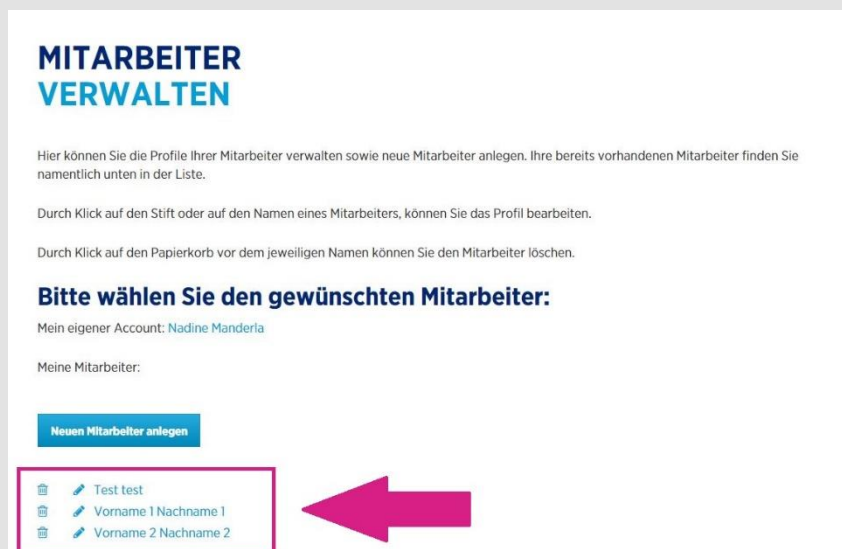 MITARBEITER
VERWALTEN
Hier können Sie die Profile Ihrer Mitarbeiter verwalten sowie neue Mitarbeiter anlegen. Ihre bereits vorhandenen Mitarbeiter finden Sie
namentlich unten in der Liste.
Durch Klick auf den Stift oder auf den Namen eines Mitarbeiters, können Sie das Profil bearbeiten.
Durch Klick auf den Papierkorb vor dem jeweiligen Namen können Sie den Mitarbeiter löschen.
Bitte wählen Sie den gewünschten Mitarbeiter:
Mein eigener Account: Nadine Manderla
Meine Mitarbeiter:
Neuen Mitarbeiter anlegen
Test test
Vorname 1 Nachname 1
Vorname 2 Nachname 2